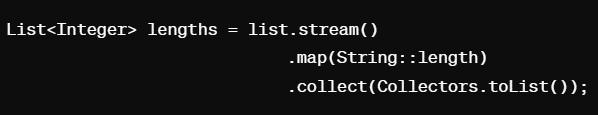 List<Integer> lengths = list.stream()
.map(String::length)
.collect(Collectors.toList());